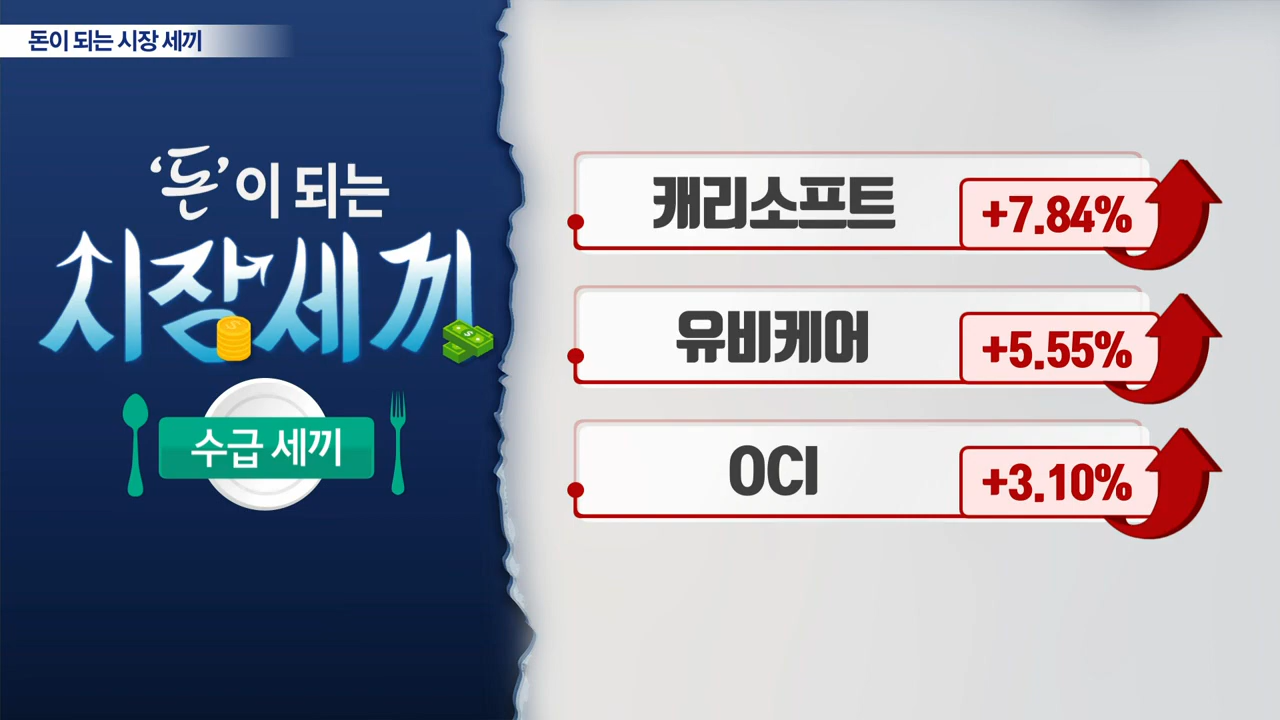 돈이 되는 시장 세끼
‘돈’이 되는
시장세끼
수급 세끼
캐리소프트
+7.84%
유비케어
+5.55%
OCI
+3.10%